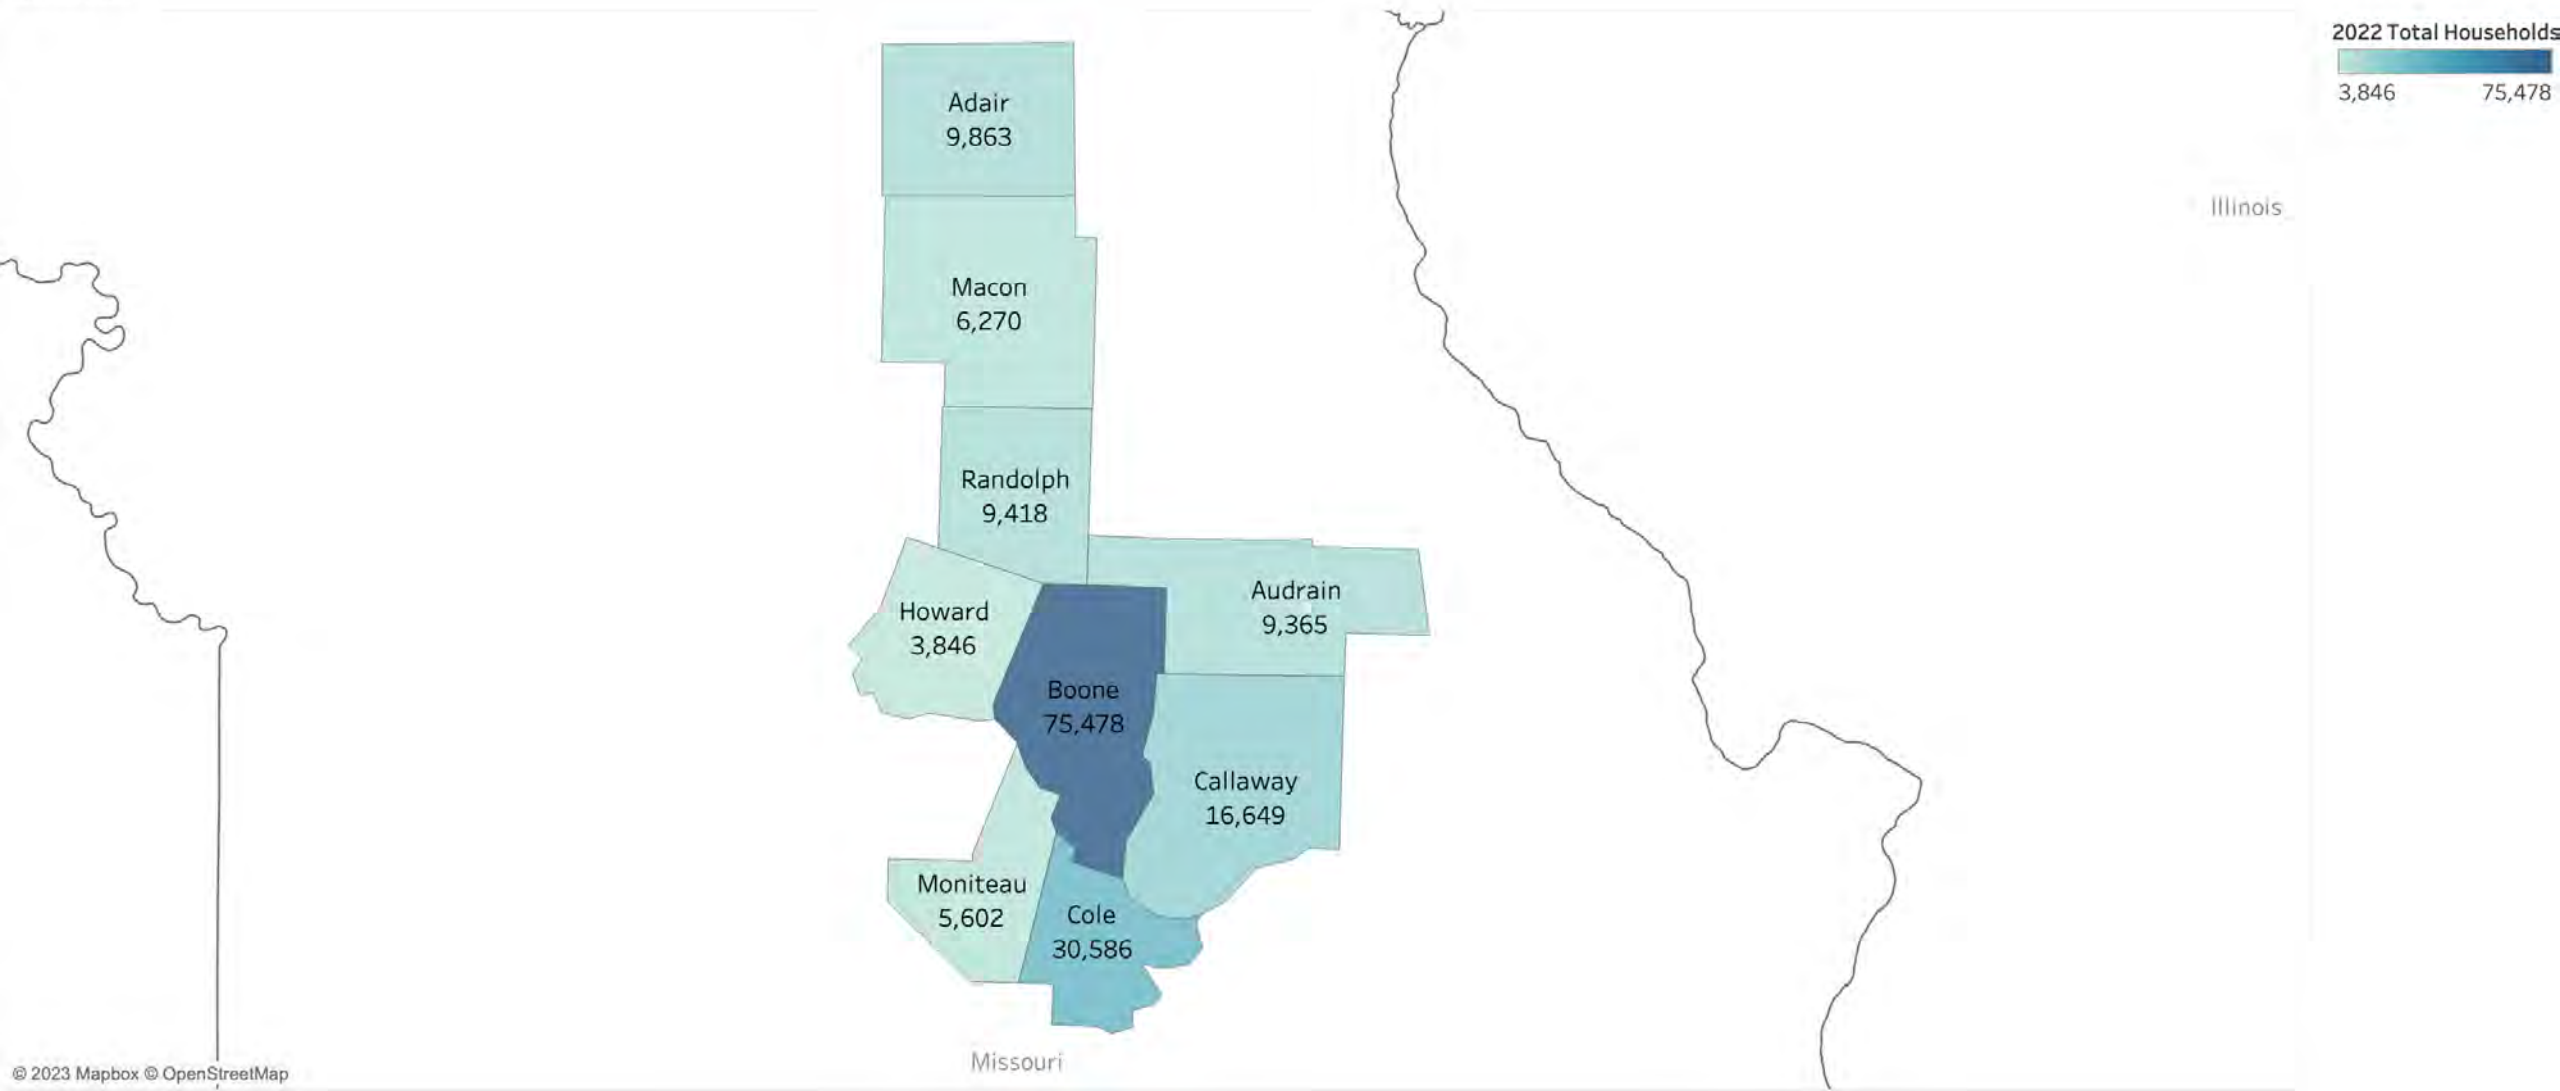 2022 Total Households
3,846 75,478
Adair
9,863
Illinois
Macon
6,270
Randolph
9,418
Audrain
9,365
Howard
3,846
Boone
75,478
Callaway
16,649
Moniteau
5,602
Cole
30,586
Missouri
© 2023 Mapbox © OpenStreetMap